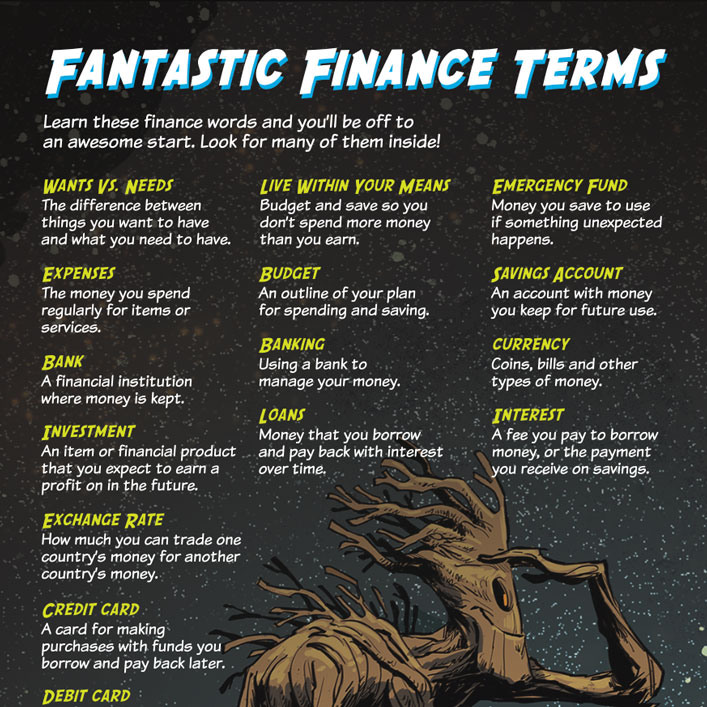 FANTASTIC FINANCE TERMS
Learn these finance words and you'll be off to
an awesome start. Look for many of them inside!
WANTS VS. NEEDS
The difference between
things you want to have
and what you need to have.
EXPENSES
The money you spend
regularly for items or
services.
BANK
A financial institution
where money is kept.
INVESTMENT
An item or financial product
that you expect to earn a
profit on in the future.
EXCHANGE RATE
How much you can trade one
country's money for another
country's money.
CREDIT CARD
A card for making
purchases with funds you
borrow and pay back later.
DEBIT CARD
LIVE WITHIN YOUR MEANS
Budget and save so you
don't spend more money
than you earn.
BUDGET
An outline of your plan
for spending and saving.
BANKING
Using a bank to
manage your money.
LOANS
Money that you borrow
and pay back with interest
over time.
EMERGENCY FUND
Money you save to use
if something unexpected
happens.
SAVINGS ACCOUNT
An account with money
you keep for future use.
CURRENCY
Coins, bills and other
types of money.
INTEREST
A fee you pay to borrow
money, or the payment
you receive on savings.